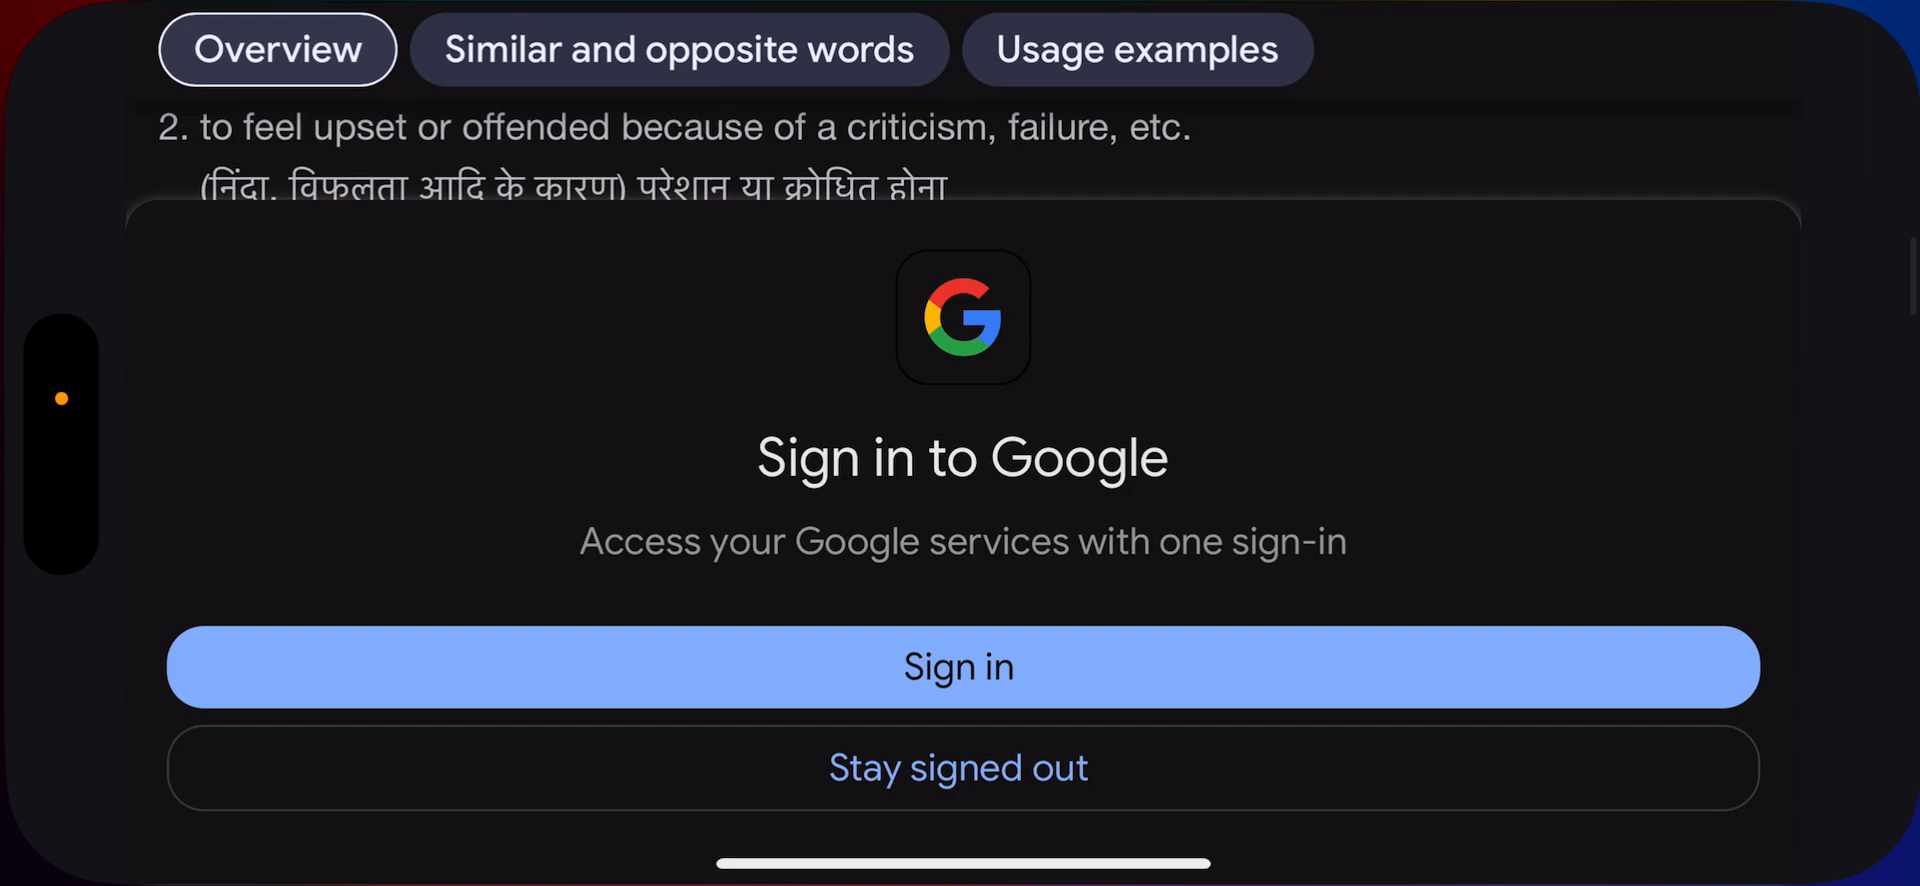 Overview Similar and opposite words Usage examples
2. to feel upset or offended because of a criticism, failure, etc.
(निंदा, विफलता आदि के कारण) परेशान या क्रोधित होना
Sign in to Google
Access your Google services with one sign-in
Sign in
Stay signed out